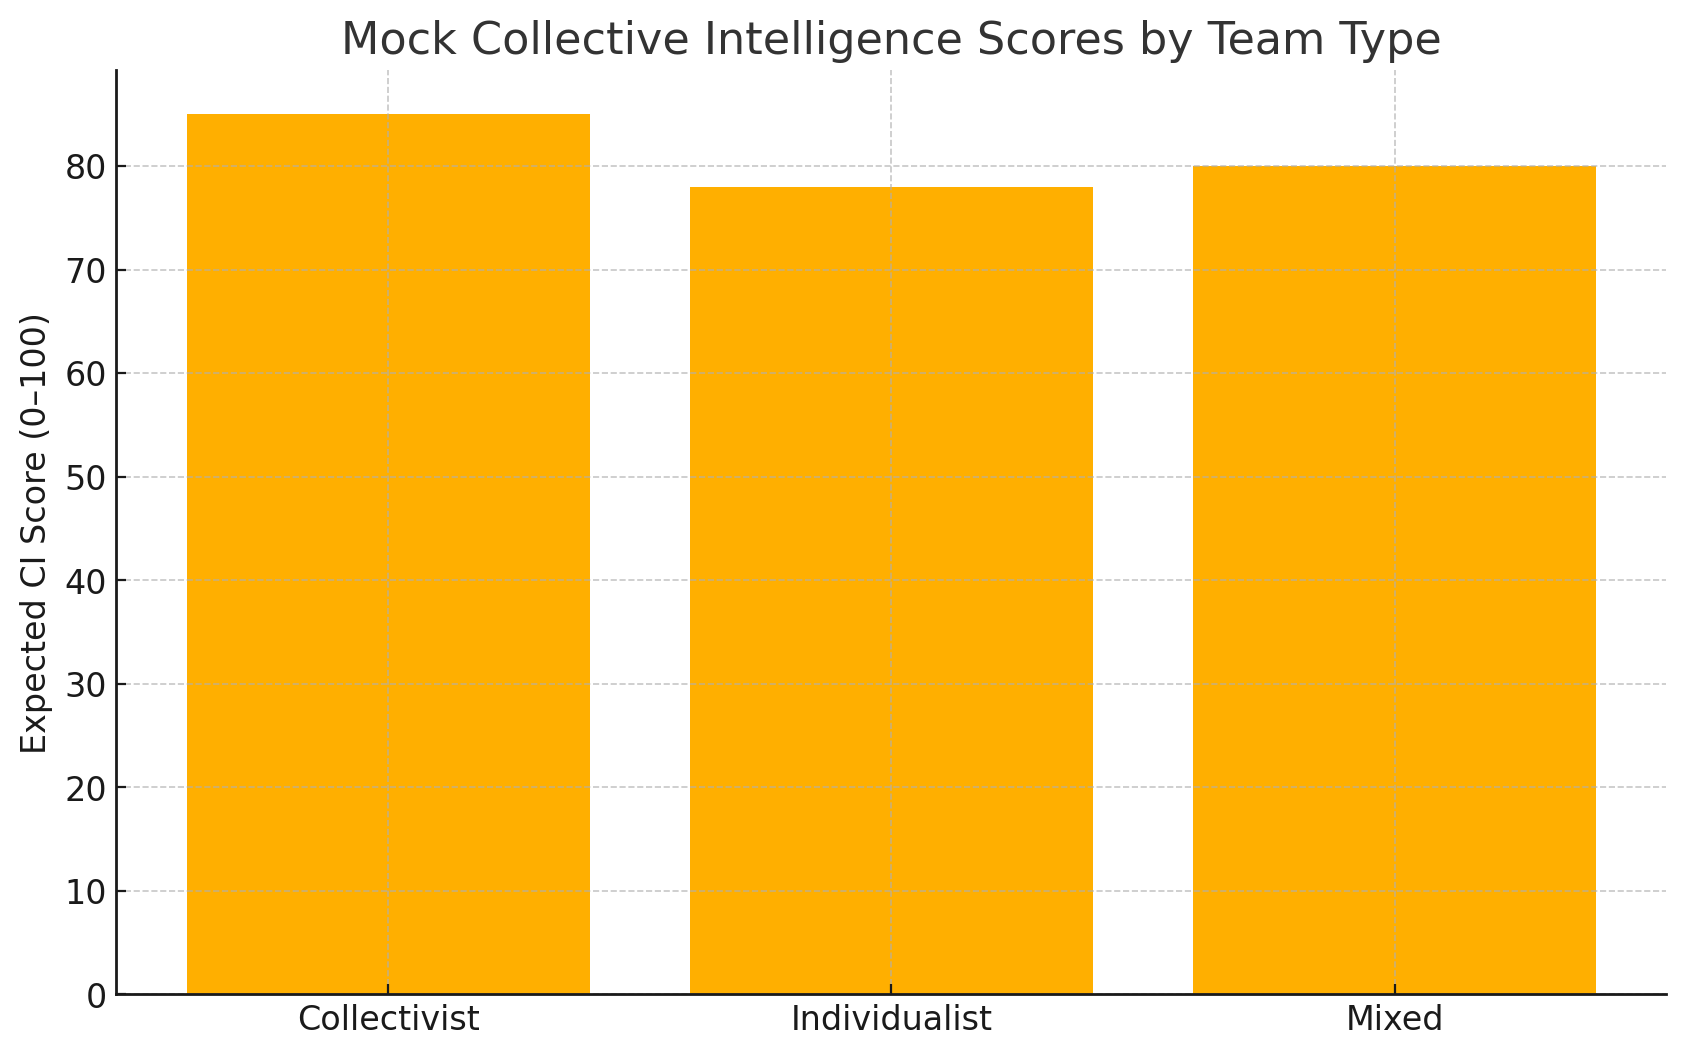 Mock Collective Intelligence Scores by Team Type
Expected CI Score (0–100)
80
70
60
50
40
30
20
10
0
Collectivist
Individualist
Mixed